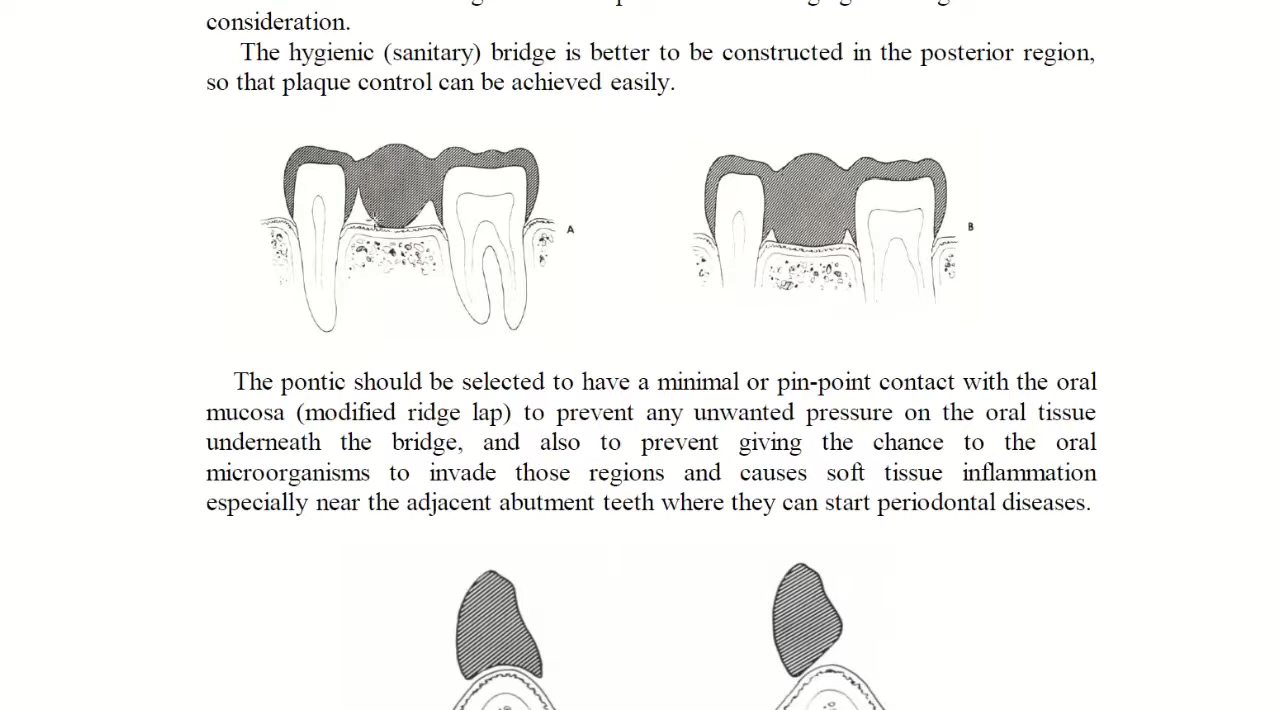 consideration.
The hygienic (sanitary) bridge is better to be constructed in the posterior region,
so that plaque control can be achieved easily.
A
B
The pontic should be selected to have a minimal or pin-point contact with the oral
mucosa (modified ridge lap) to prevent any unwanted pressure on the oral tissue
underneath the bridge, and also to prevent giving the chance to the oral
microorganisms to invade those regions and causes soft tissue inflammation
especially near the adjacent abutment teeth where they can start periodontal diseases.